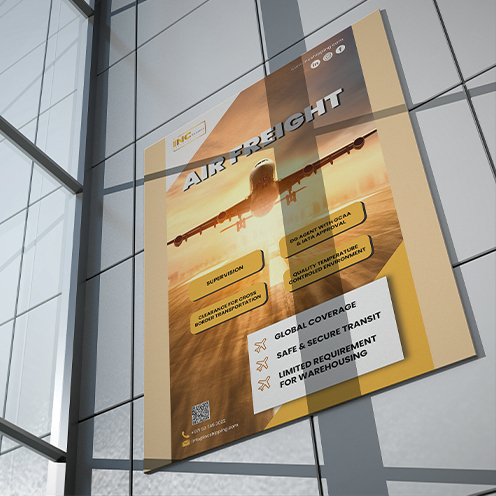 INC
AIR FREIGHT
SUPERVISION
DG AGENT WITH GCAA
& IATA APPROVAL
CLEARANCE FOR CROSS
BORDER TRANSPORTATION
QUALITY TEMPERATURE
CONTROLED ENVIRONMENT
GLOBAL COVERAGE
SAFE & SECURE TRANSIT
LIMITED REQUIREMENT
FOR WAREHOUSING